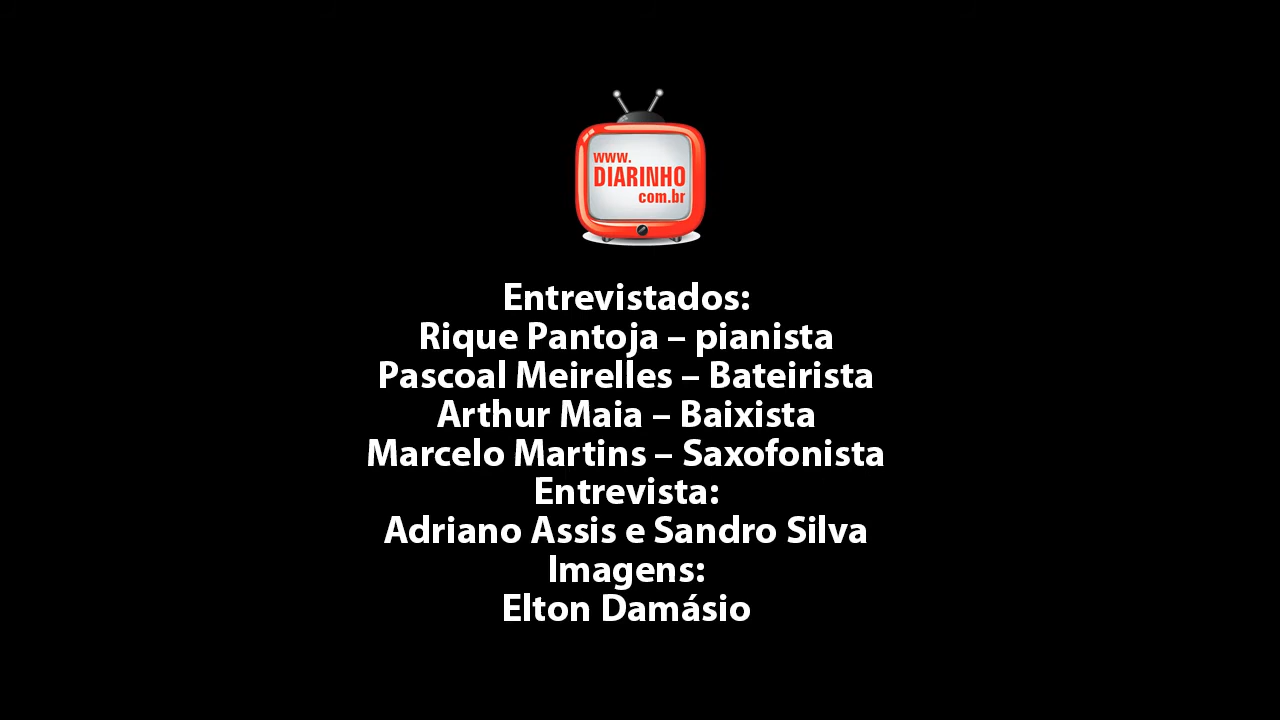 www.
DIARINHO
com.br
Entrevistados:
Rique Pantoja – pianista
Pascoal Meirelles – Bateirista
Arthur Maia – Baixista
Marcelo Martins – Saxofonista
Entrevista:
Adriano Assis e Sandro Silva
Imagens:
Elton Damásio